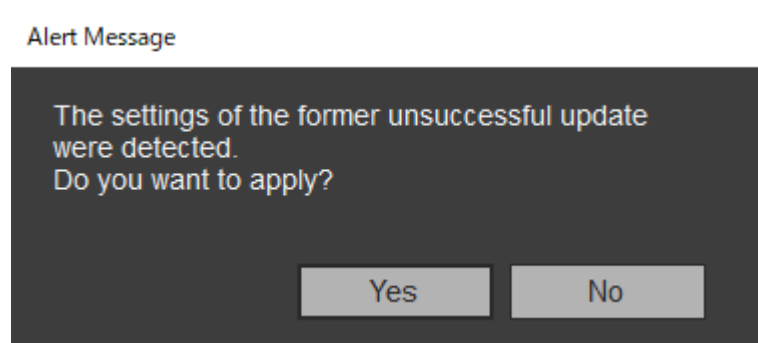 Alert Message
The settings of the former unsuccessful update
were detected.
Do you want to apply?
Yes
No